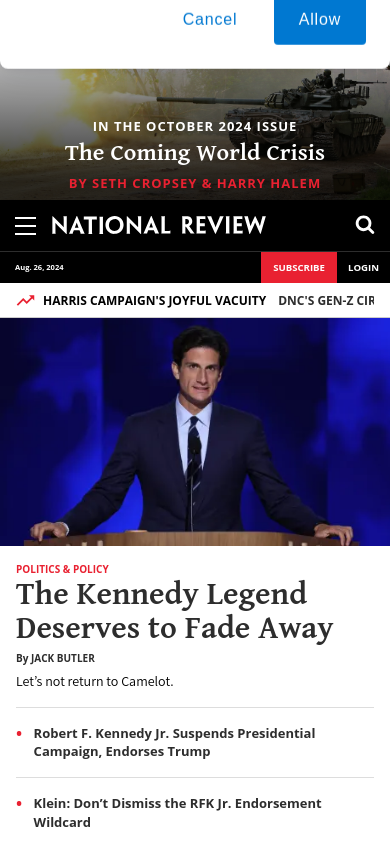 Cancel
Allow
IN THE OCTOBER 2024 ISSUE
The Coming World Crisis
BY SETH CROPSEY & HARRY HALEM
NATIONAL REVIEW
Aug. 26, 2024
SUBSCRIBE
LOGIN
HARRIS CAMPAIGN'S JOYFUL VACUITY
DNC'S GEN-Z CIR
POLITICS & POLICY
The Kennedy Legend
Deserves to Fade Away
By JACK BUTLER
Let’s not return to Camelot.
Robert F. Kennedy Jr. Suspends Presidential
Campaign, Endorses Trump
Klein: Don’t Dismiss the RFK Jr. Endorsement
Wildcard